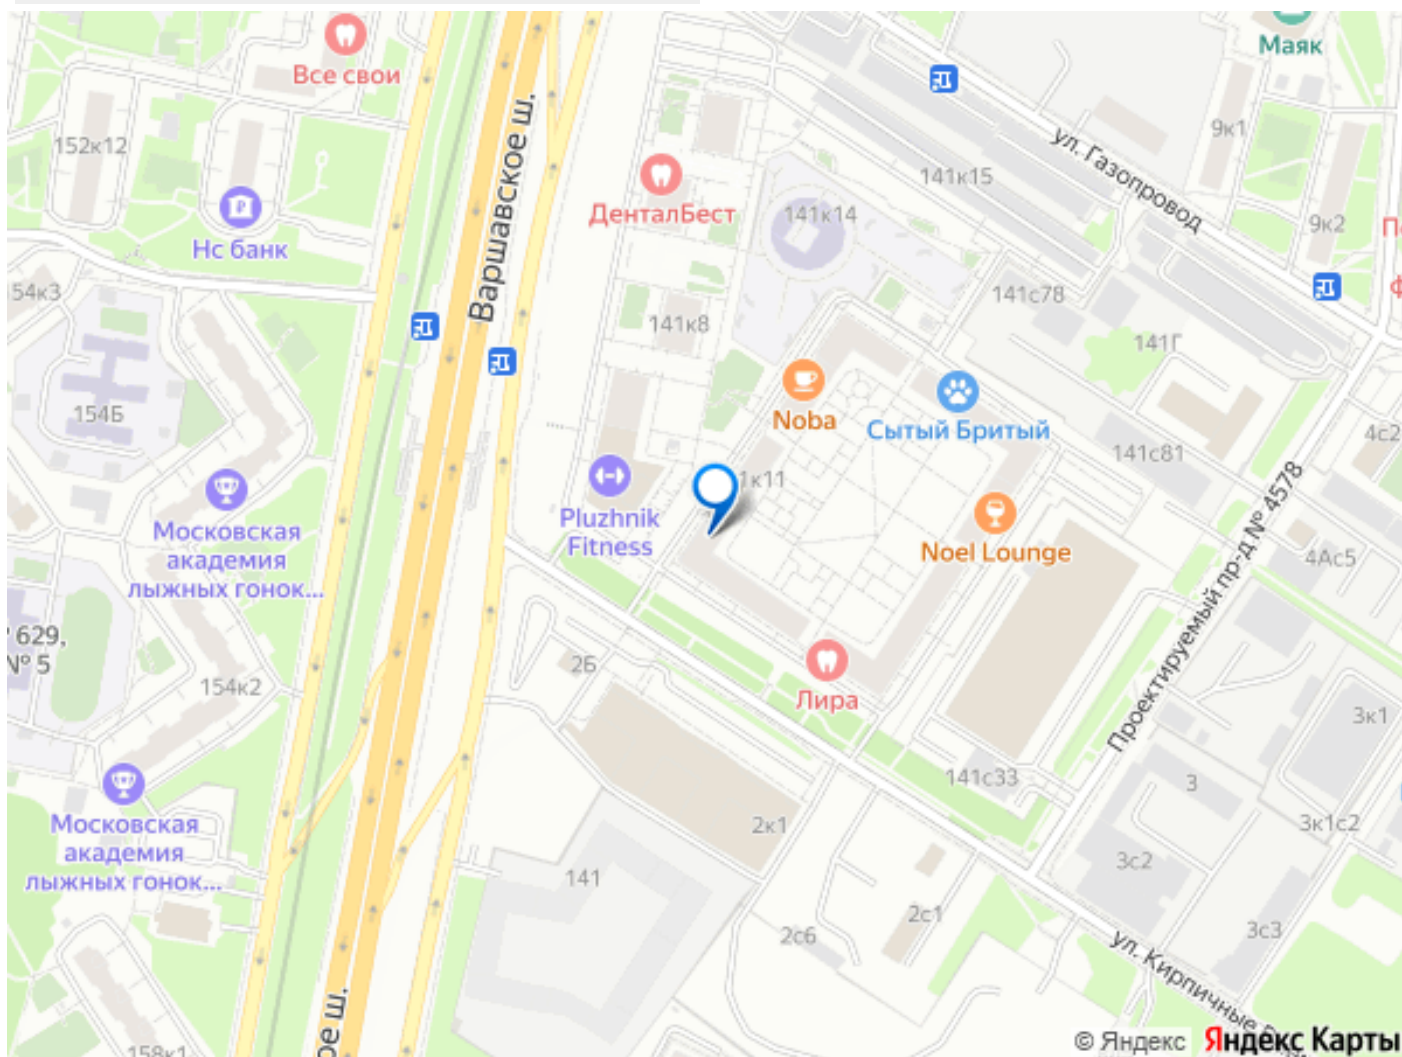 Маяк
Все свои
152к12
Варшавское ш.
ул. Газопровод
9к1
141к15
ДенталБест
141к14
9к2
Нс банк
54к3
141с78
141к8
141Г
154Б
Noba
Сытый Бритый
4с2
141с81
1к11
Pluzhnik
Fitness
Noel Lounge
Московская
академия
лыжных гонок...
Проектируемый пр-д № 4578
4Ас5
629,
№ 5
2Б
154к2
Лира
3к1
141с33
3
Московская
академия
лыжных гонок...
2к1
3к1с2
3с2
141
2с1
2с6
3с3
ул. Кирпичные
ое ш.
158к1
© Яндекс Яндекс Карты